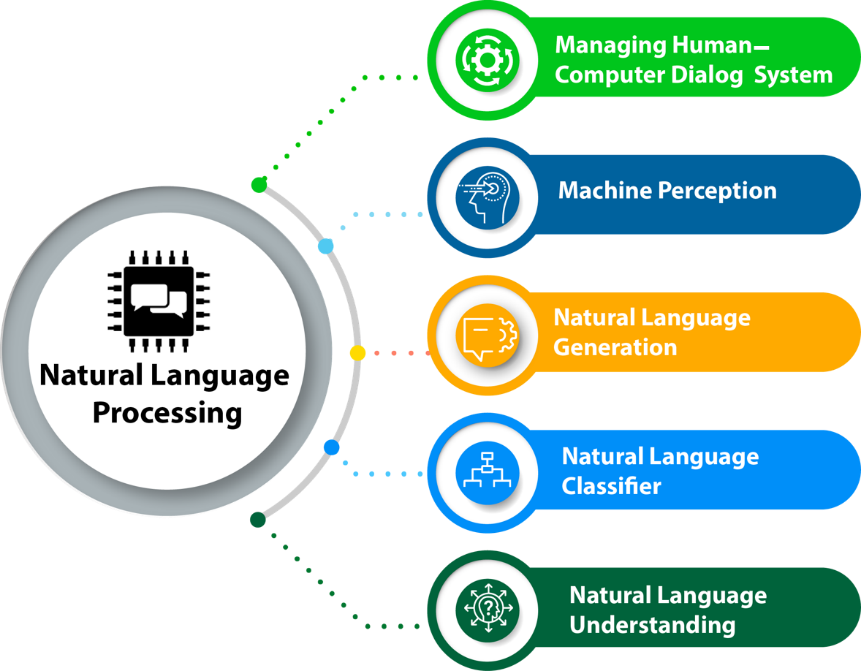 Natural Language
Processing
Managing Human–
Computer Dialog System
Machine Perception
Natural Language
Generation
Natural Language
Classifier
Natural Language
Understanding